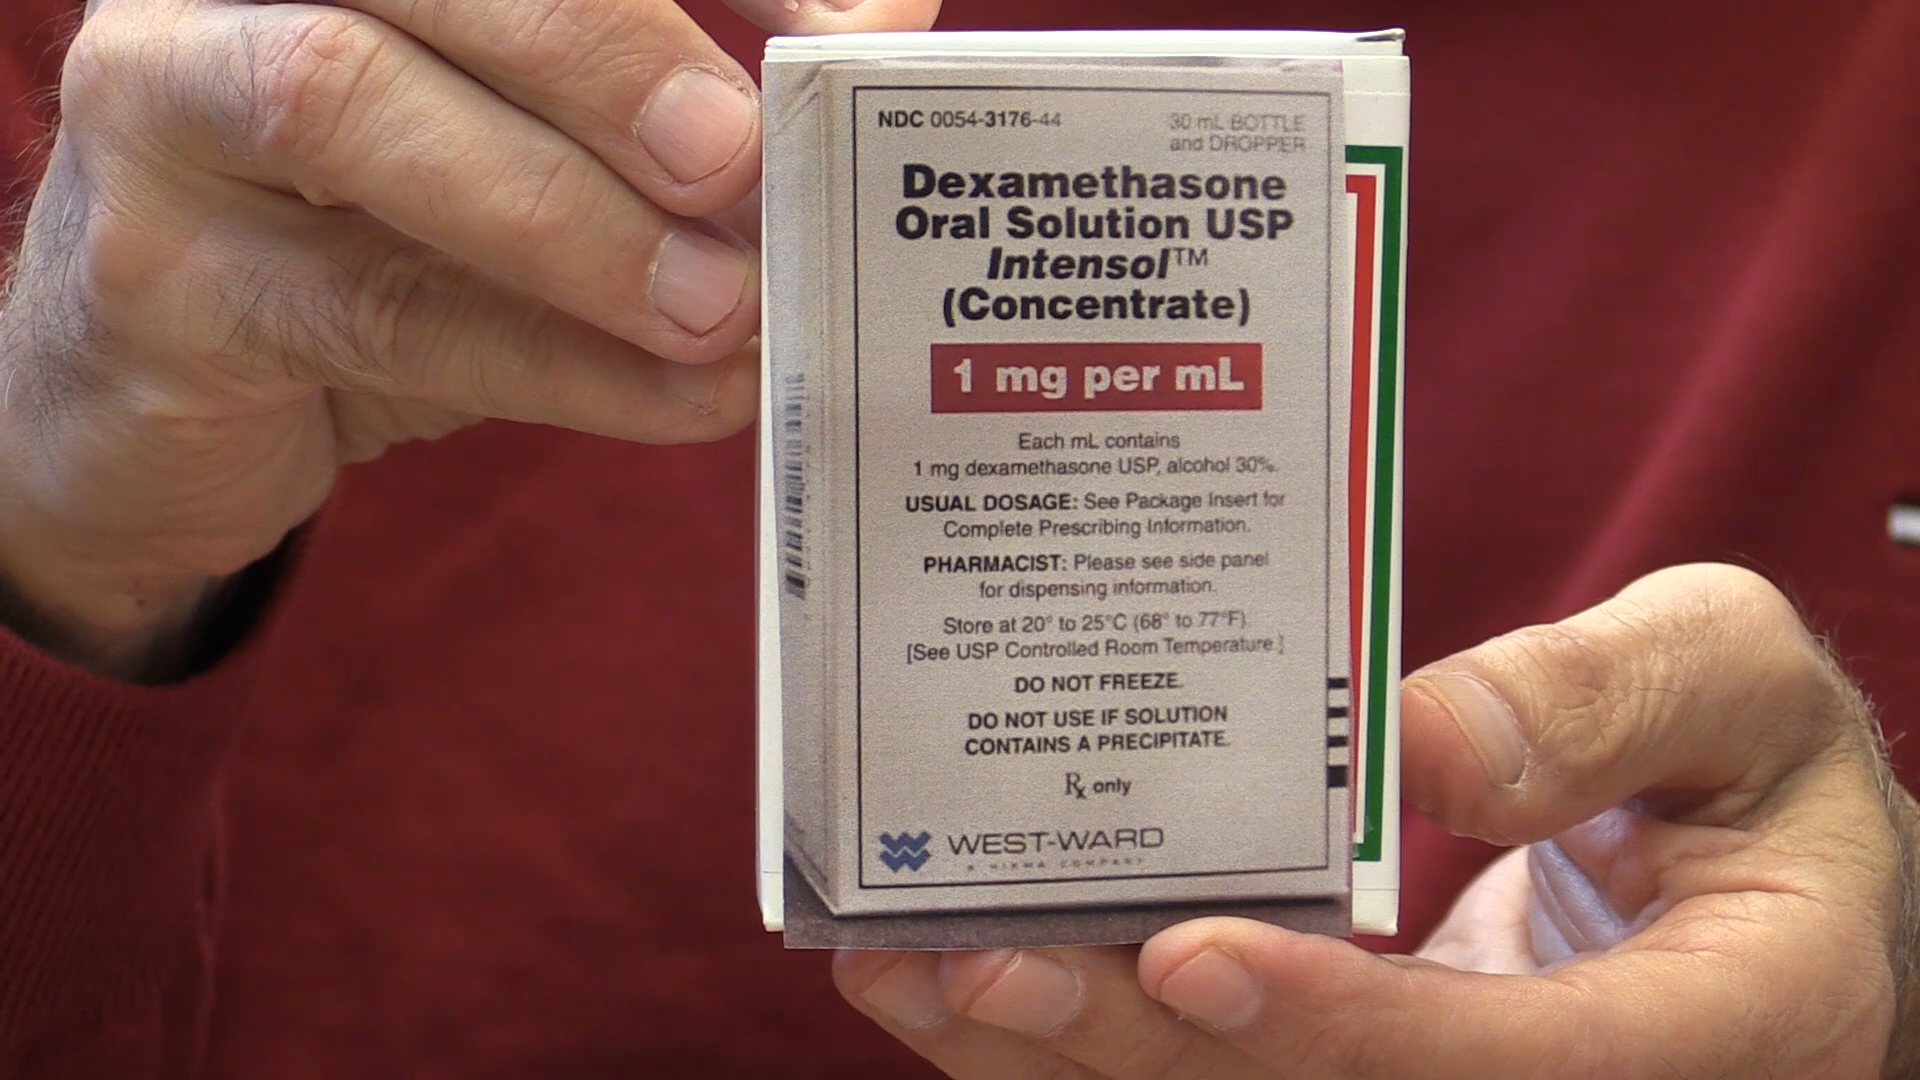 NDC 0054-3176-44
30 mL BOTTLE
and DROPPER
Dexamethasone
Oral Solution USP
Intensol™
(Concentrate)
1 mg per mL
Each mL contains
1 mg dexamethasone USP, alcohol 30%.
USUAL DOSAGE: See Package Insert for
Complete Prescribing Information.
PHARMACIST: Please see side panel
for dispensing information.
Store at 20° to 25°C (68° to 77°F).
[See USP Controlled Room Temperature.]
DO NOT FREEZE.
DO NOT USE IF SOLUTION
CONTAINS A PRECIPITATE.
℞ only
WEST-WARD
A HIKMA COMPANY